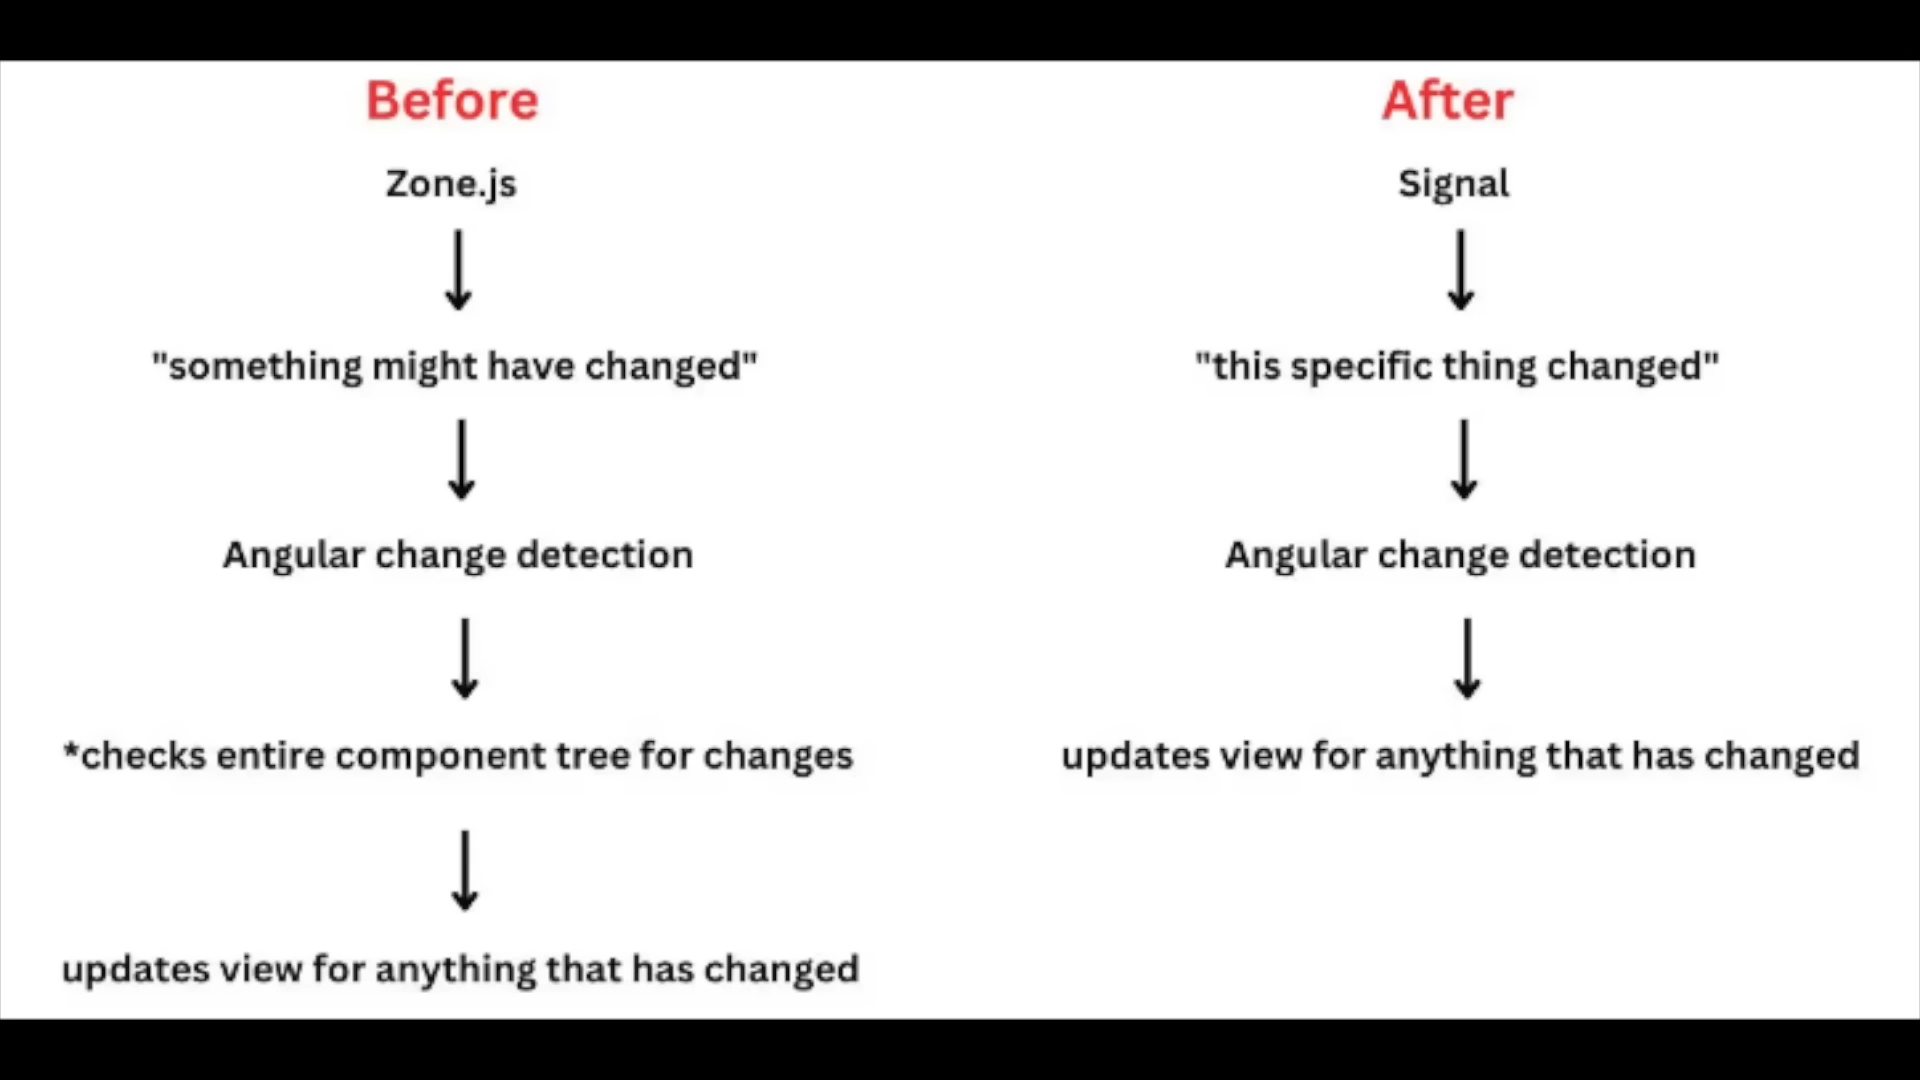 Before
Zone.js
"something might have changed"
Angular change detection
*checks entire component tree for changes
updates view for anything that has changed
After
Signal
"this specific thing changed"
Angular change detection
updates view for anything that has changed